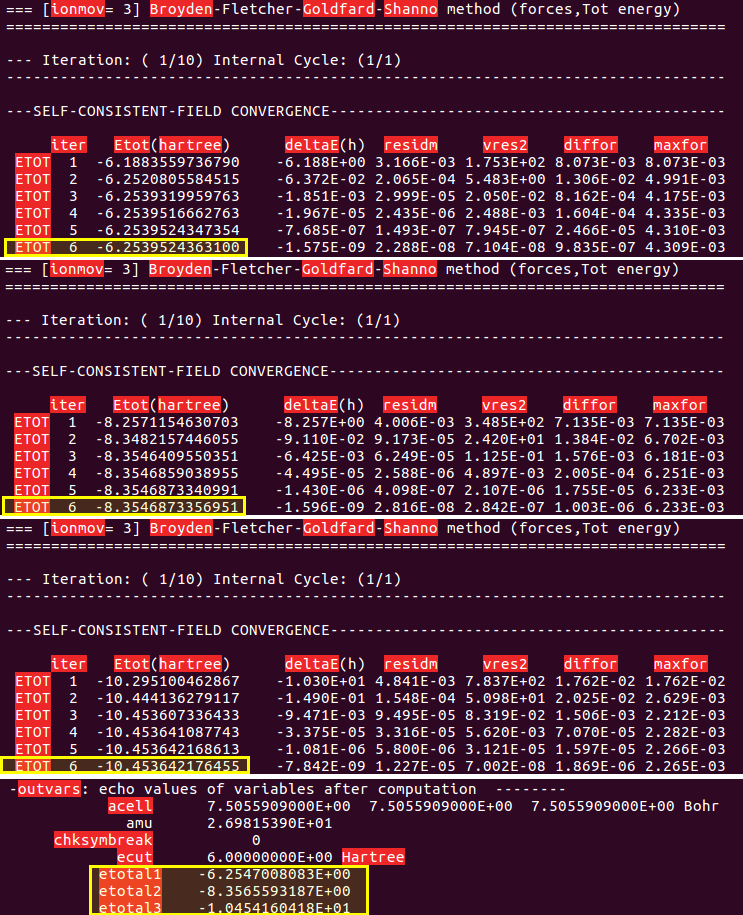 === [ionmov= 3] Broyden-Fletcher-Goldfard-Shanno method (forces,Tot energy)
================================================================================
--- Iteration: ( 1/10) Internal Cycle: (1/1)
--------------------------------------------------------------------------------
---SELF-CONSISTENT-FIELD CONVERGENCE--------------------------------------------
iter Etot(hartree) deltaE(h) residm vres2 diffor maxfor
ETOT 1 -6.1883559736790 -6.188E+00 3.166E-03 1.753E+02 8.073E-03 8.073E-03
ETOT 2 -6.2520805584515 -6.372E-02 2.065E-04 5.483E+00 1.306E-02 4.991E-03
ETOT 3 -6.2539319959763 -1.851E-03 2.999E-05 2.050E-02 8.162E-04 4.175E-03
ETOT 4 -6.2539516662763 -1.967E-05 2.435E-06 2.488E-03 1.604E-04 4.335E-03
ETOT 5 -6.2539524347354 -7.685E-07 1.493E-07 7.945E-07 2.466E-05 4.310E-03
ETOT 6 -6.2539524363100 -1.575E-09 2.288E-08 7.104E-08 9.835E-07 4.309E-03
=== [ionmov= 3] Broyden-Fletcher-Goldfard-Shanno method (forces,Tot energy)
================================================================================
--- Iteration: ( 1/10) Internal Cycle: (1/1)
--------------------------------------------------------------------------------
---SELF-CONSISTENT-FIELD CONVERGENCE--------------------------------------------
iter Etot(hartree) deltaE(h) residm vres2 diffor maxfor
ETOT 1 -8.2571154630703 -8.257E+00 4.006E-03 3.485E+02 7.135E-03 7.135E-03
ETOT 2 -8.3482157446055 -9.110E-02 9.173E-05 2.420E+01 1.384E-02 6.702E-03
ETOT 3 -8.3546409550351 -6.425E-03 6.249E-05 1.125E-01 1.576E-03 6.181E-03
ETOT 4 -8.3546859038955 -4.495E-05 2.588E-06 4.897E-03 2.005E-04 6.251E-03
ETOT 5 -8.3546873340991 -1.430E-06 4.098E-07 2.107E-06 1.755E-05 6.233E-03
ETOT 6 -8.3546873356951 -1.596E-09 2.816E-08 2.842E-07 1.003E-06 6.233E-03
=== [ionmov= 3] Broyden-Fletcher-Goldfard-Shanno method (forces,Tot energy)
================================================================================
--- Iteration: ( 1/10) Internal Cycle: (1/1)
--------------------------------------------------------------------------------
---SELF-CONSISTENT-FIELD CONVERGENCE--------------------------------------------
iter Etot(hartree) deltaE(h) residm vres2 diffor maxfor
ETOT 1 -10.295100462867 -1.030E+01 4.841E-03 7.837E+02 1.762E-02 1.762E-02
ETOT 2 -10.444136279117 -1.490E-01 1.548E-04 5.098E+01 2.025E-02 2.629E-03
ETOT 3 -10.453607336433 -9.471E-03 9.495E-05 8.319E-02 1.506E-03 2.212E-03
ETOT 4 -10.453641087743 -3.375E-05 3.316E-05 5.620E-03 7.070E-05 2.282E-03
ETOT 5 -10.453642168613 -1.081E-06 5.800E-06 3.121E-05 1.597E-05 2.266E-03
ETOT 6 -10.453642176455 -7.842E-09 1.227E-05 7.002E-08 1.869E-06 2.265E-03
-outvars: echo values of variables after computation --------
acell 7.5055909000E+00 7.5055909000E+00 7.5055909000E+00 Bohr
amu 2.69815390E+01
chksymbreak 0
ecut 6.00000000E+00 Hartree
etotal1 -6.2547008083E+00
etotal2 -8.3565593187E+00
etotal3 -1.0454160418E+01